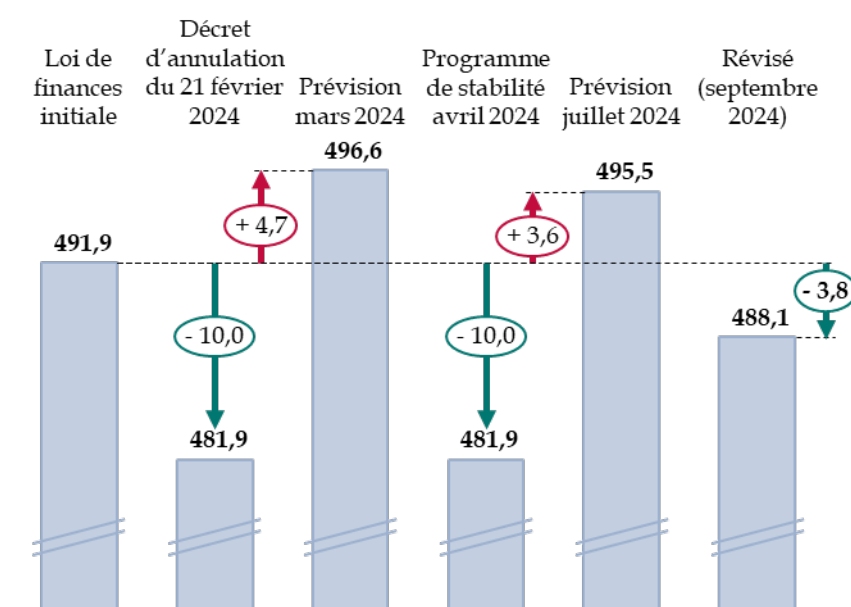 Loi de
finances
initiale
Décret
d'annulation
du 21 février
2024
Prévision
mars 2024
Programme
de stabilité
avril 2024
Prévision
juillet 2024
Révisé
(septembre
2024)
491,9
- 10,0
481,9
+ 4,7
496,6
- 10,0
481,9
+ 3,6
495,5
488,1
- 3,8